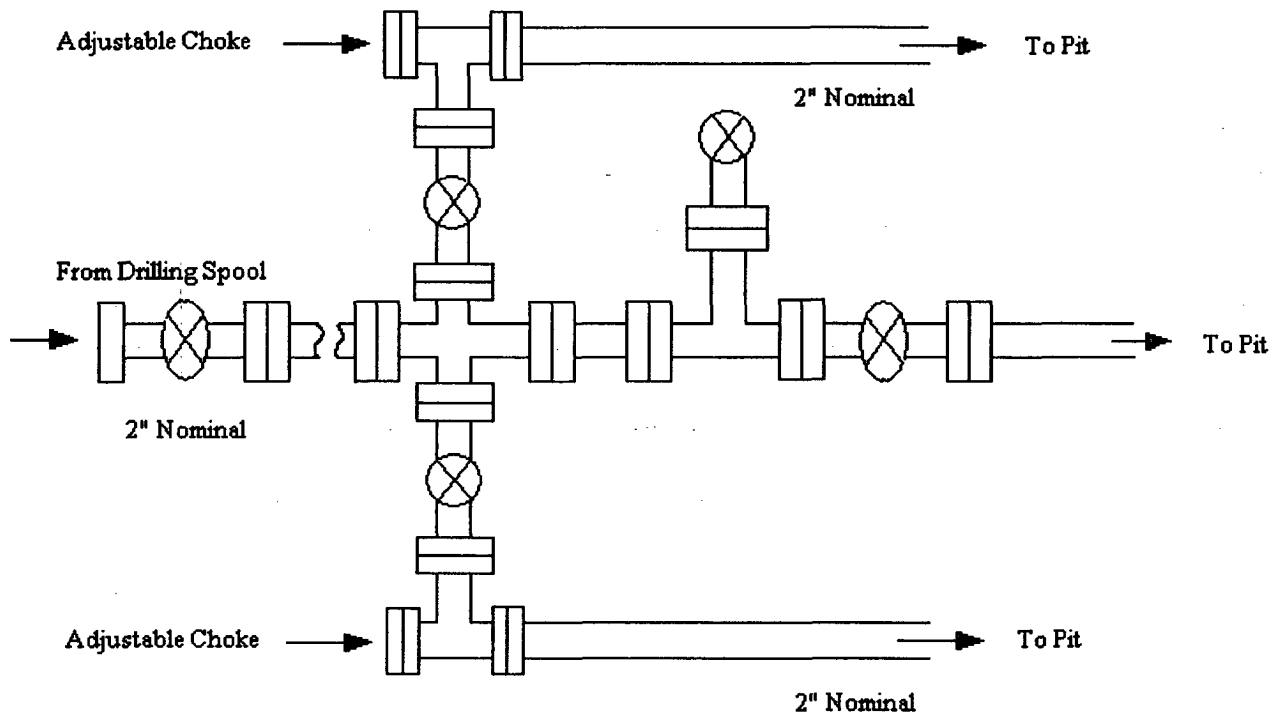 Adjustable Choke
To Pit
2" Nominal
From Drilling Spool
To Pit
2" Nominal
Adjustable Choke
To Pit
2" Nominal